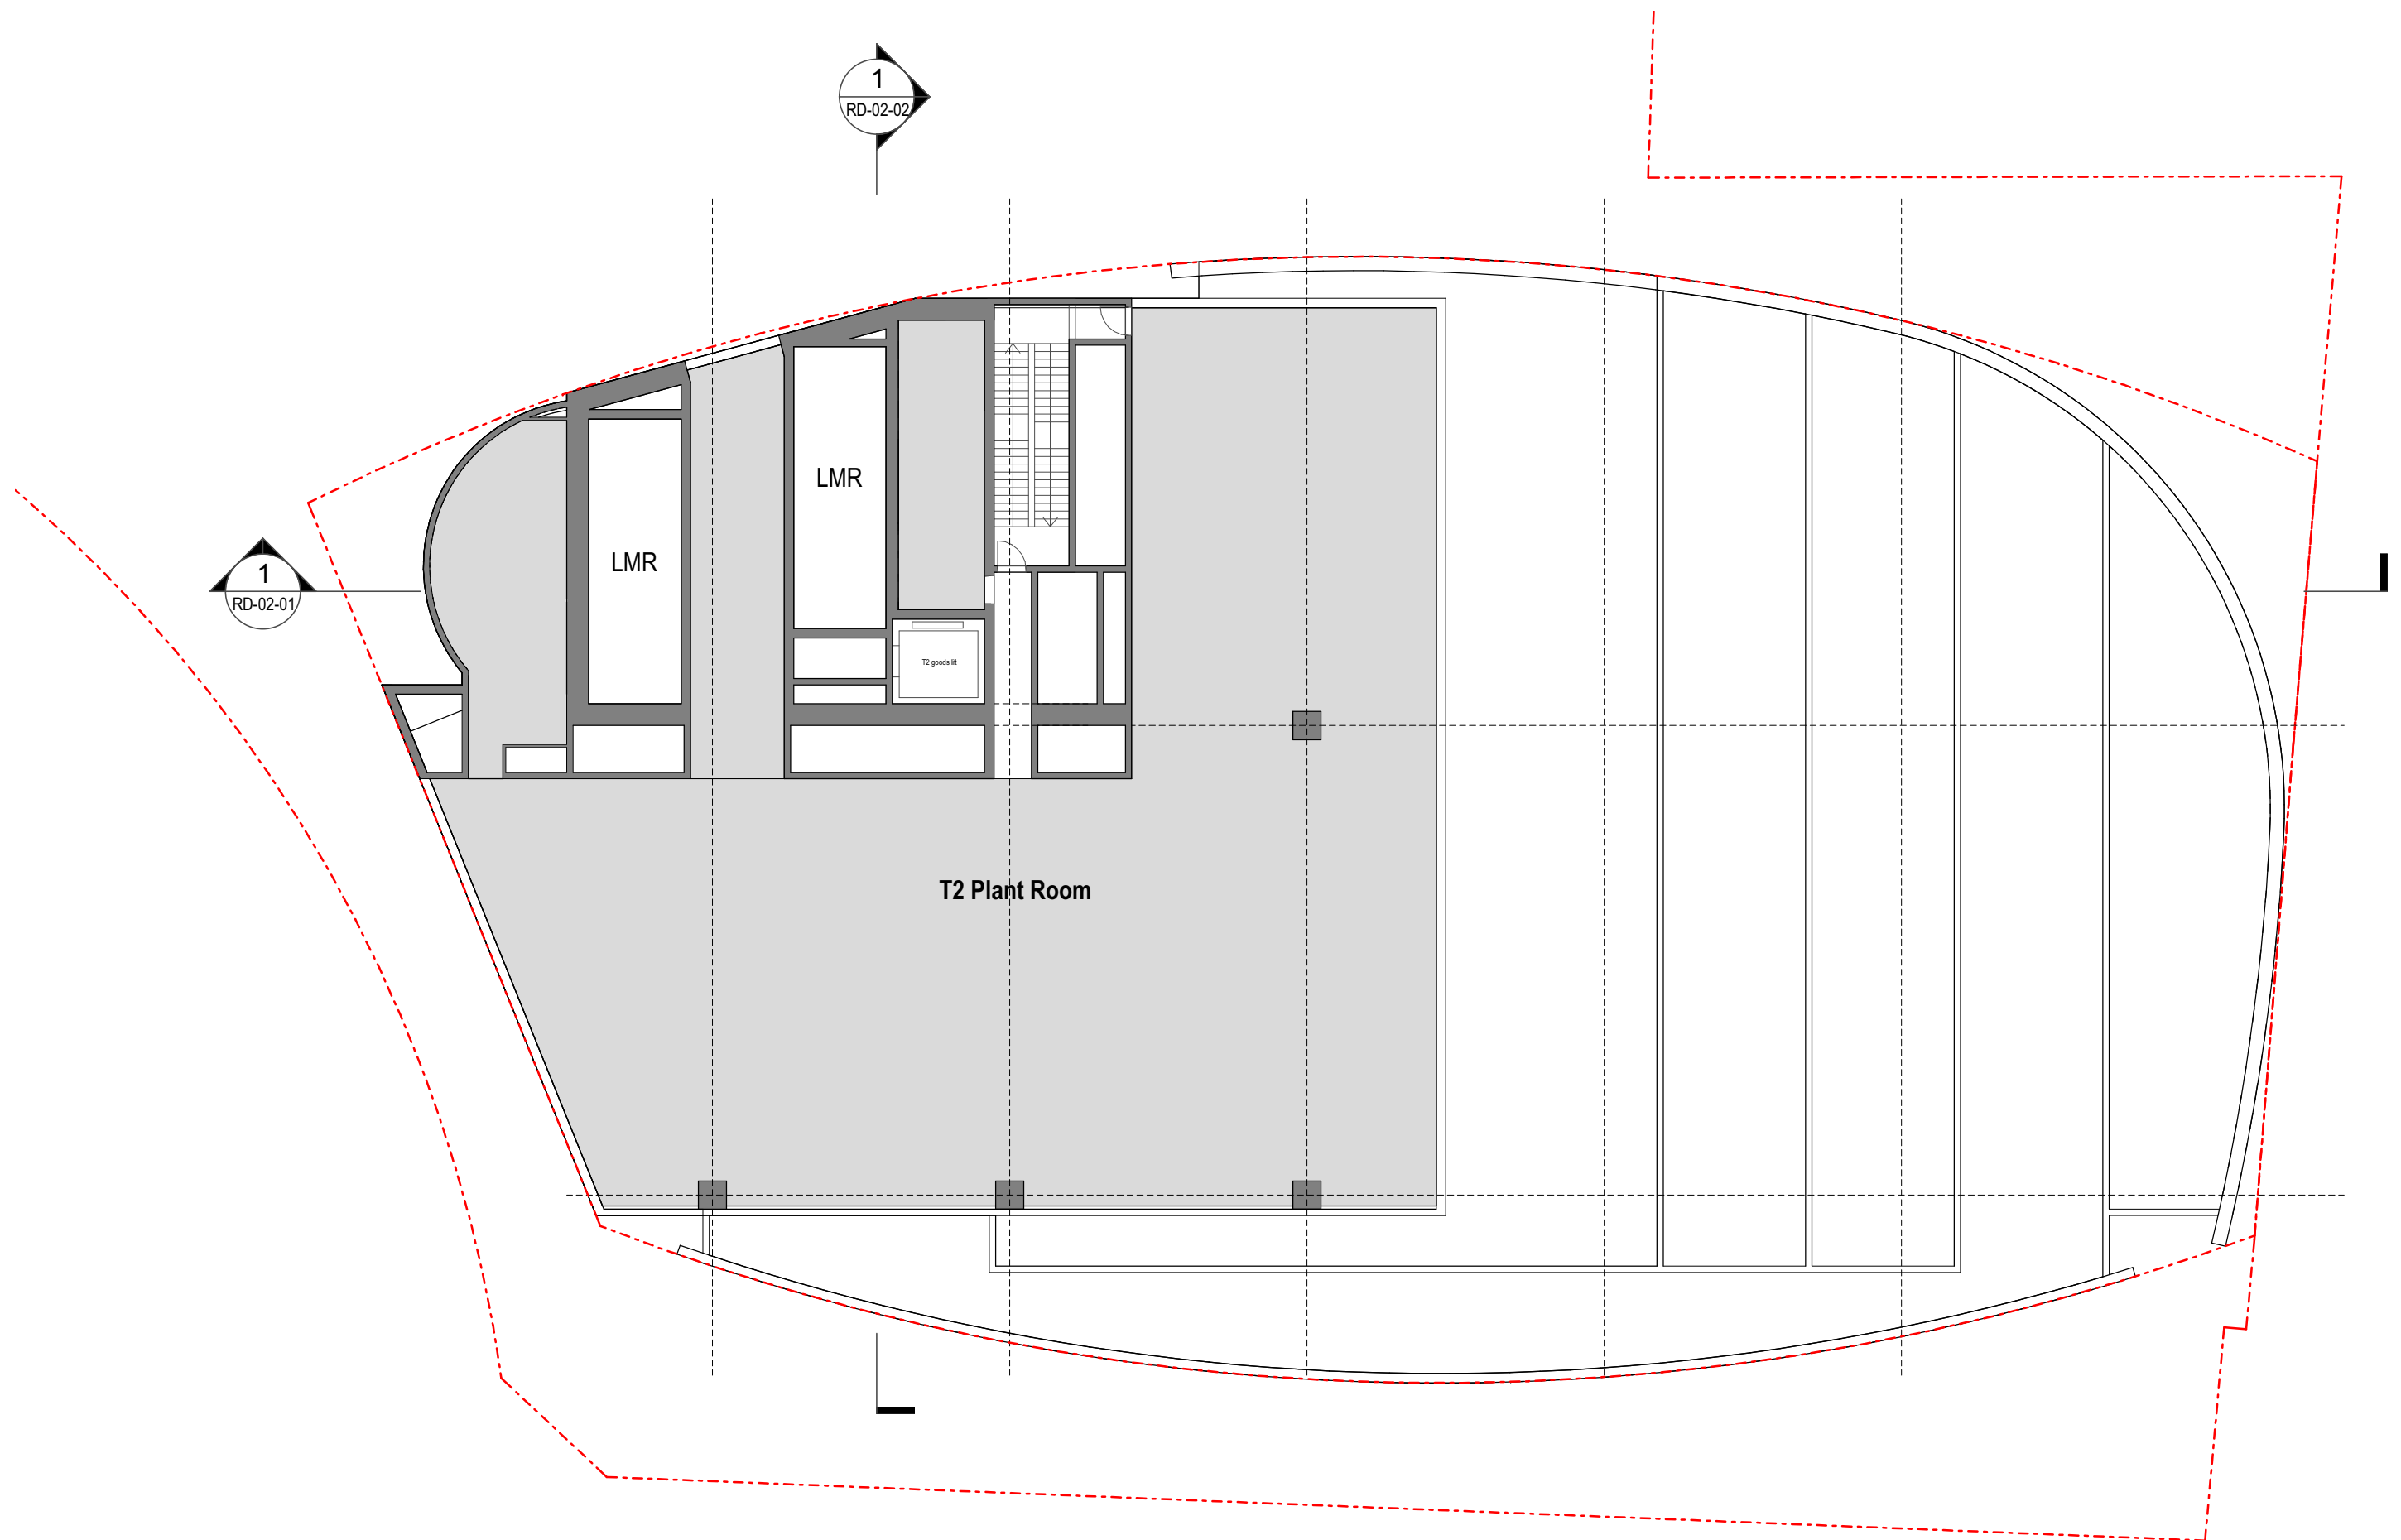 1
RD-02-02
LMR
LMR
1
RD-02-01
T2 goods lift
T2 Plant Room